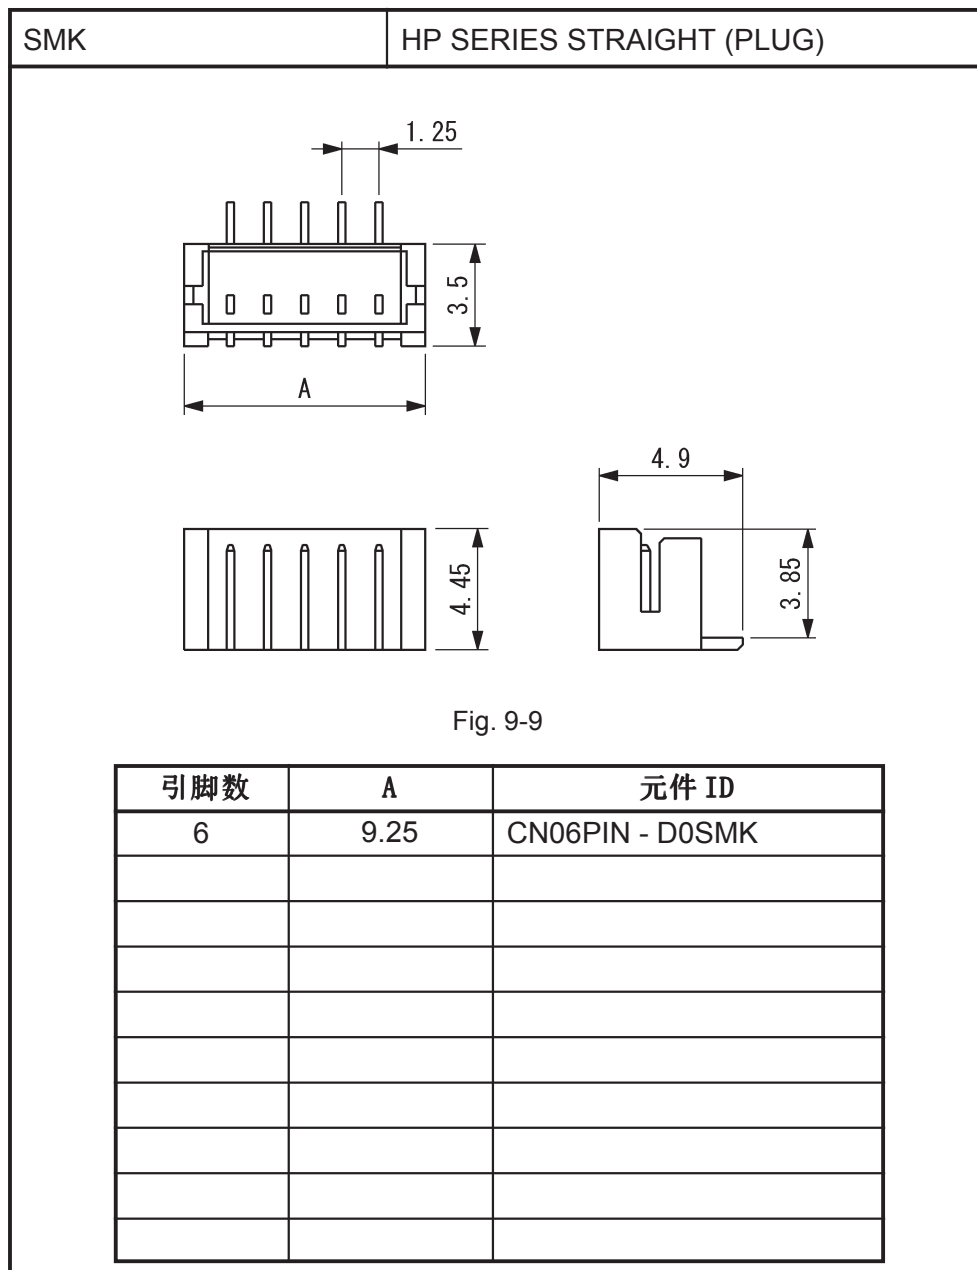 SMK HP SERIES STRAIGHT (PLUG)
1.25
3.5
A
4.9
4.45
3.85
Fig. 9-9
引脚数 A 元件 ID
6 9.25 CN06PIN - D0SMK